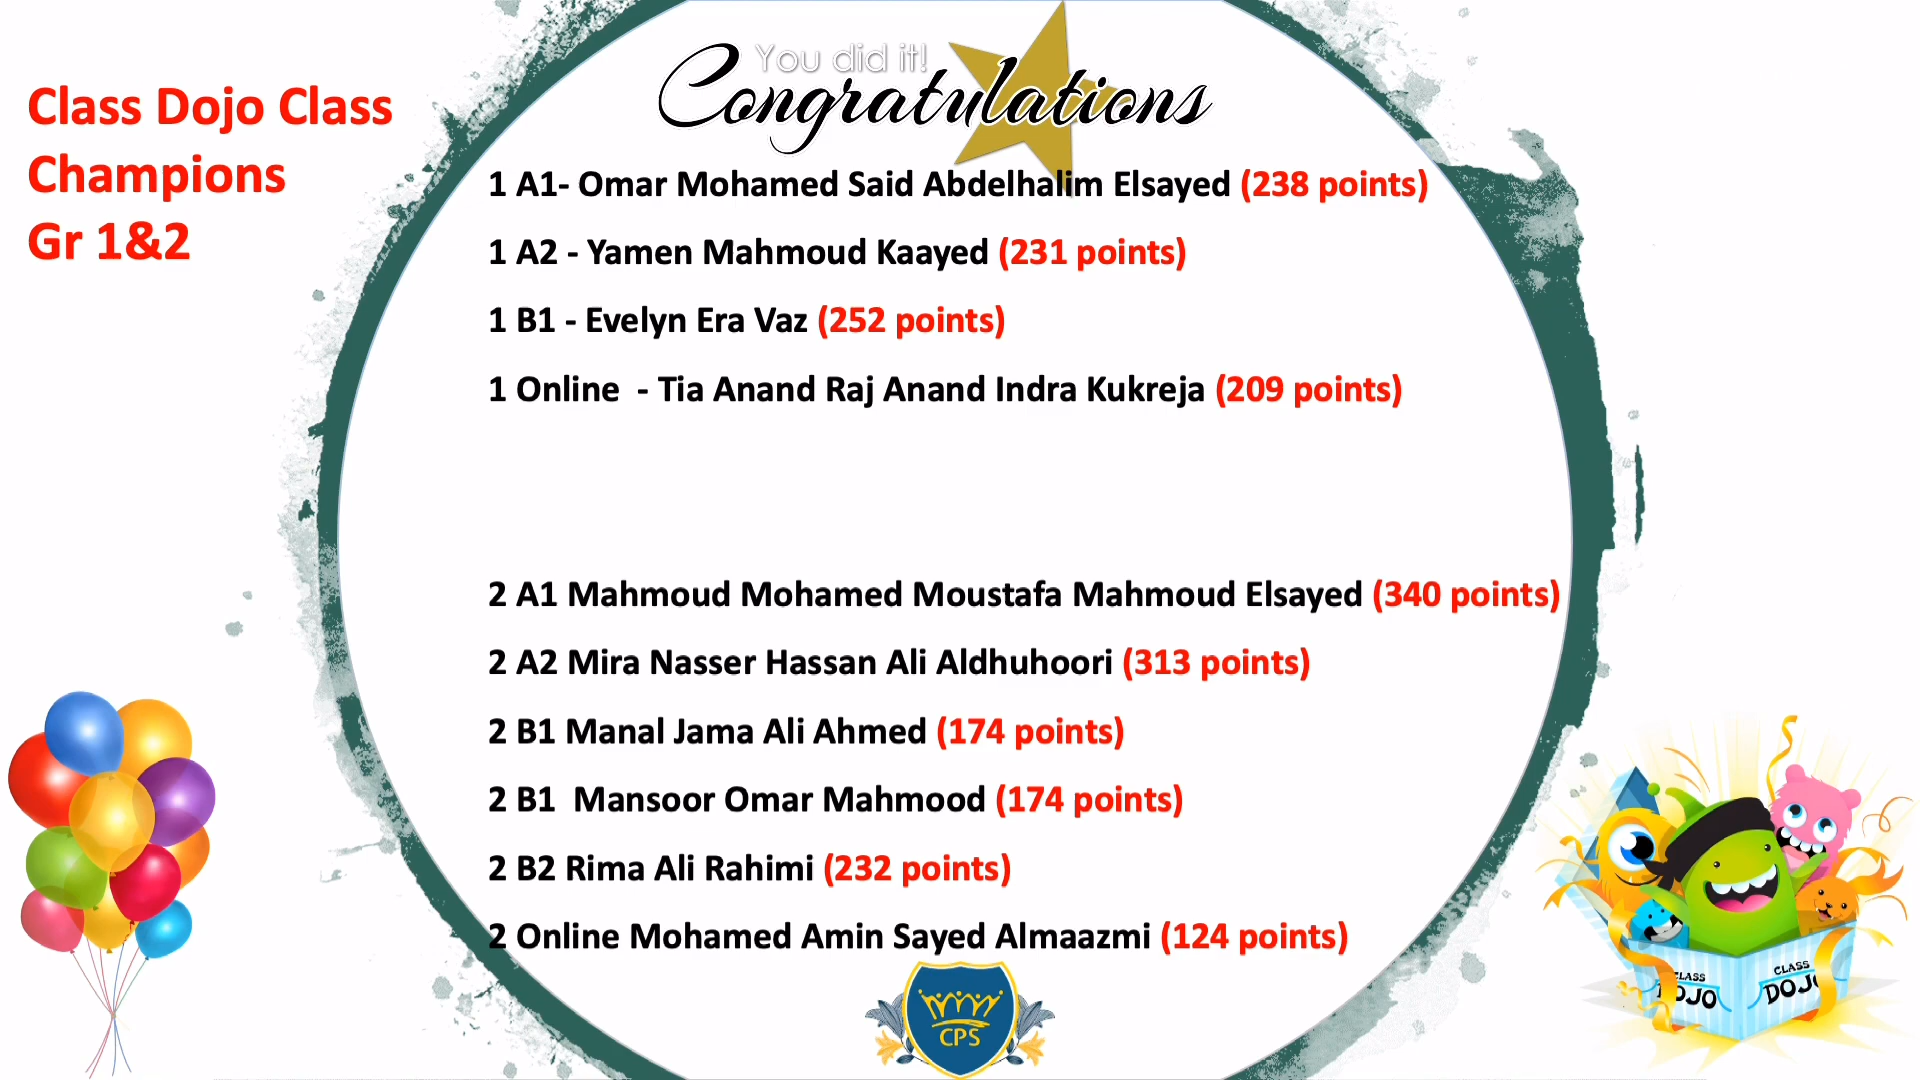 Class Dojo Class
Champions
Gr 1&2
You did it!
Congratulations
1 A1- Omar Mohamed Said Abdelhalim Elsayed (238 points)
1 A2 - Yamen Mahmoud Kaayed (231 points)
1 B1 - Evelyn Era Vaz (252 points)
1 Online  - Tia Anand Raj Anand Indra Kukreja (209 points)
2 A1 Mahmoud Mohamed Moustafa Mahmoud Elsayed (340 points)
2 A2 Mira Nasser Hassan Ali Aldhuhoori (313 points)
2 B1 Manal Jama Ali Ahmed (174 points)
2 B1  Mansoor Omar Mahmood (174 points)
2 B2 Rima Ali Rahimi (232 points)
2 Online Mohamed Amin Sayed Almaazmi (124 points)
CPS
CLASS
DOJO
CLASS
DOJO